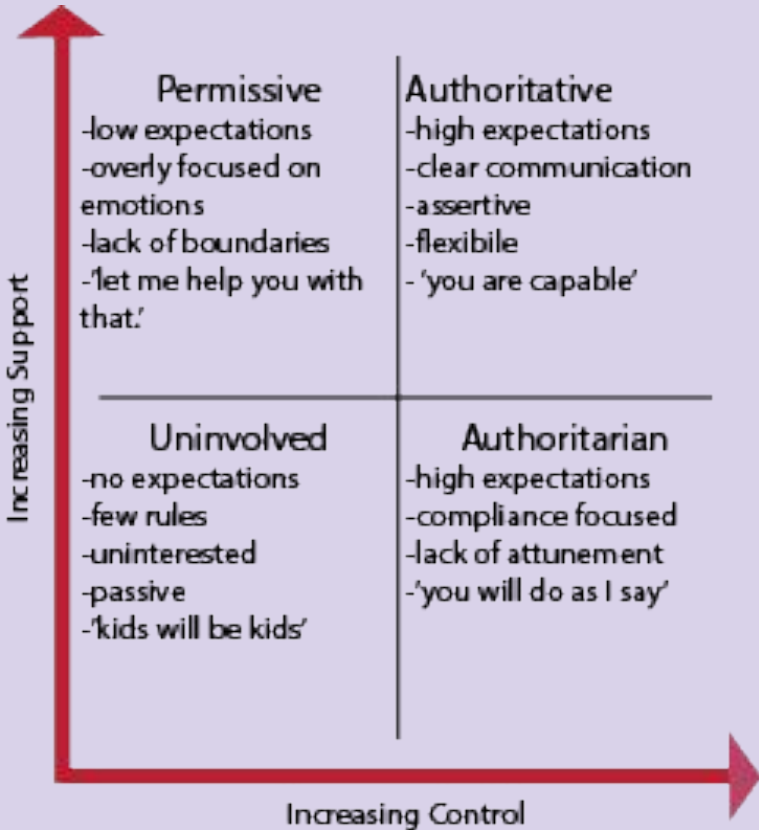 Permissive
-low expectations
-overly focused on
emotions
-lack of boundaries
-'let me help you with
that.'
Authoritative
-high expectations
-clear communication
-assertive
-flexibile
- 'you are capable'
Increasing Support
Uninvolved
-no expectations
-few rules
-uninterested
-passive
-'kids will be kids'
Authoritarian
-high expectations
-compliance focused
-lack of attunement
-'you will do as I say'
Increasing Control